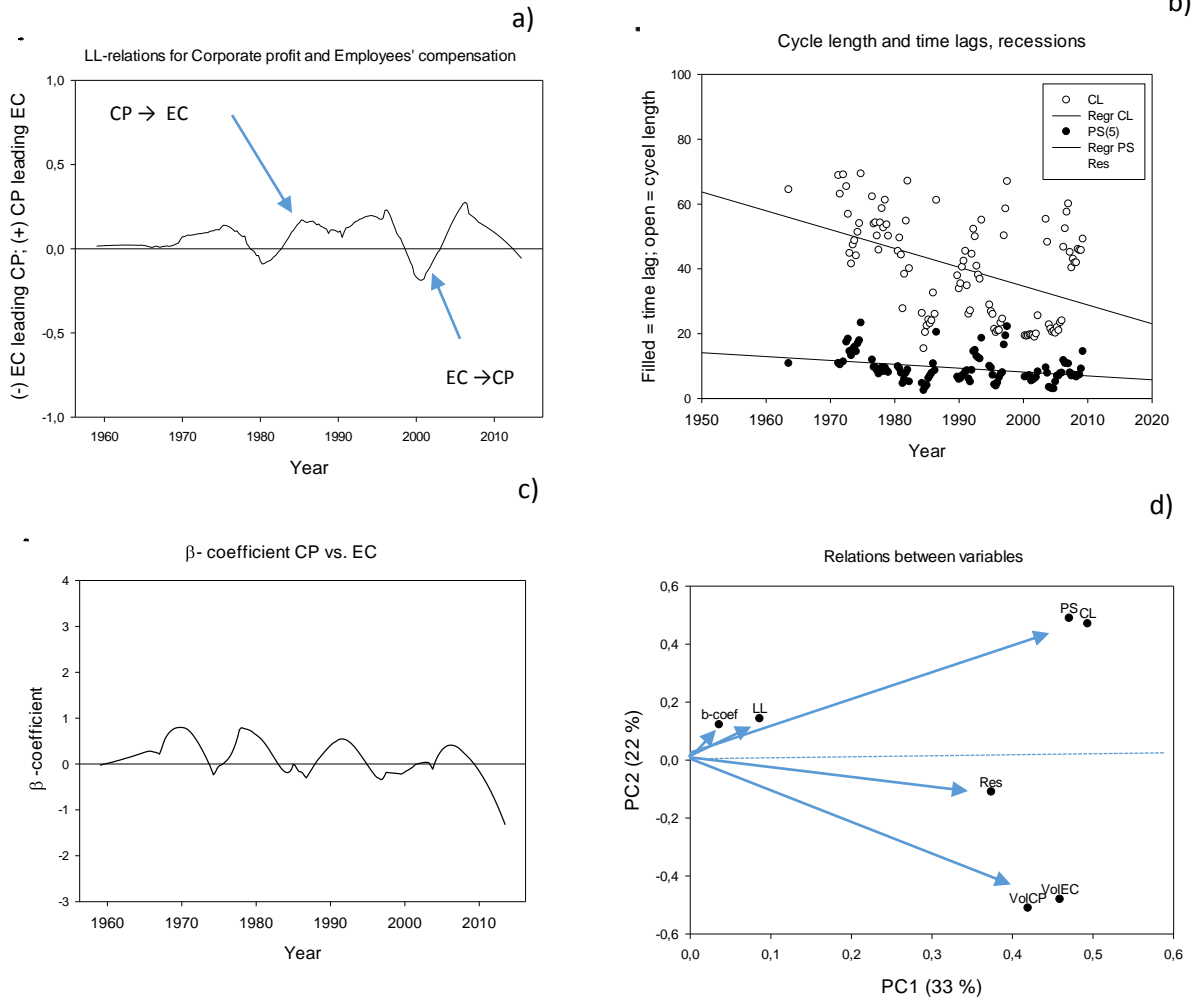 a)
LL-relations for Corporate profit and Employees' compensation
(-) EC leading CP; (+) CP leading EC
1,0
0,5
0,0
-0,5
-1,0
CP → EC
EC →CP
1960 1970 1980 1990 2000 2010
Year
b)
Cycle length and time lags, recessions
Filled = time lag; open = cycel length
100
80
60
40
20
0
CL
Regr CL
PS(5)
Regr PS
Res
1950 1960 1970 1980 1990 2000 2010 2020
Year
c)
β- coefficient CP vs. EC
β -coefficient
4
3
2
1
0
-1
-2
-3
1960 1970 1980 1990 2000 2010
Year
d)
Relations between variables
PC2 (22 %)
0,6
0,4
0,2
0,0
-0,2
-0,4
-0,6
PS CL
b-coef LL
Res
VolCP VolEC
0,0 0,1 0,2 0,3 0,4 0,5 0,6
PC1 (33 %)